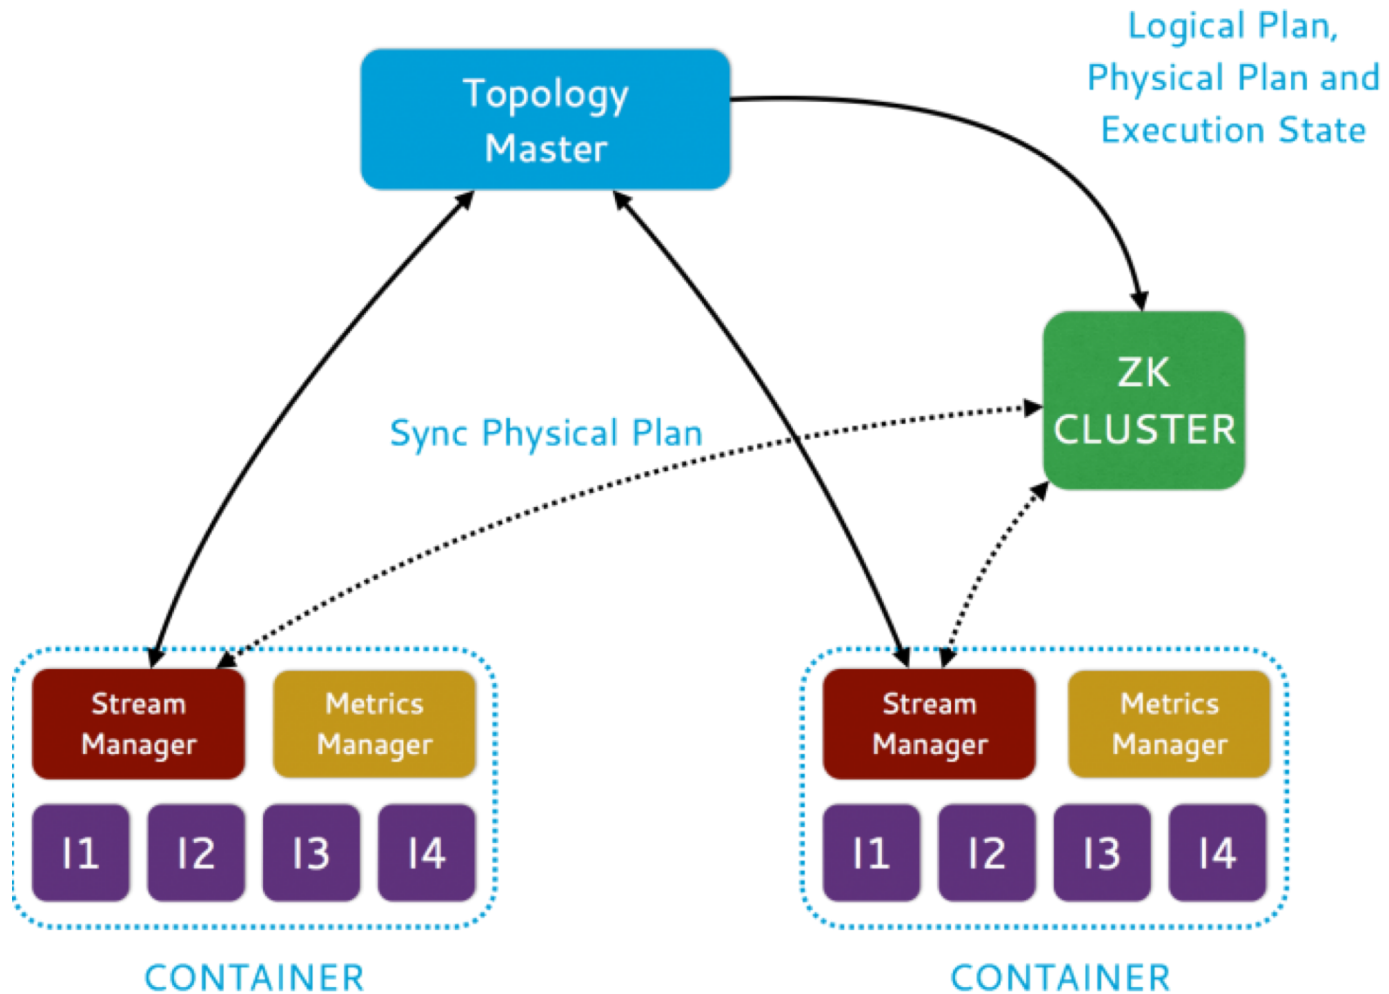 Logical Plan,
Physical Plan and
Execution State
Topology
Master
ZK
CLUSTER
Sync Physical Plan
Stream
Manager
Metrics
Manager
I1
I2
I3
I4
CONTAINER
Stream
Manager
Metrics
Manager
I1
I2
I3
I4
CONTAINER